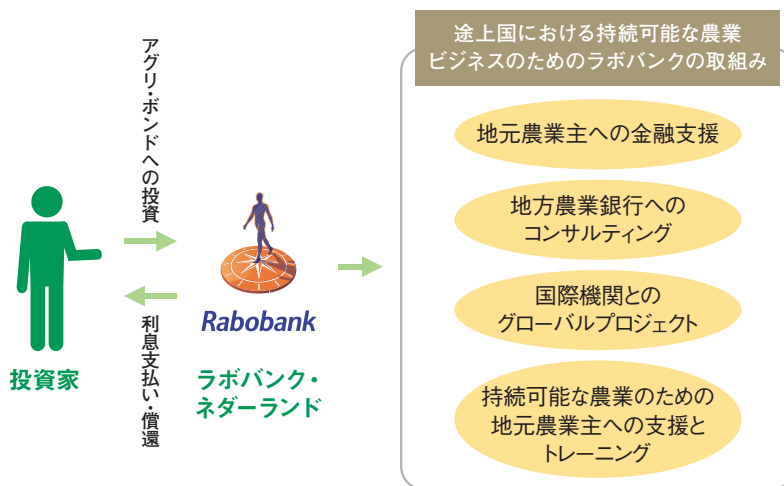 途上国における持続可能な農業
ビジネスのためのラボバンクの取組み
アグリ・ボンドへの投資
地元農業主への金融支援
地方農業銀行への
コンサルティング
国際機関との
グローバルプロジェクト
持続可能な農業のための
地元農業主への支援と
トレーニング
Rabobank
利息支払い・償還
投資家
ラボバンク・
ネダーランド